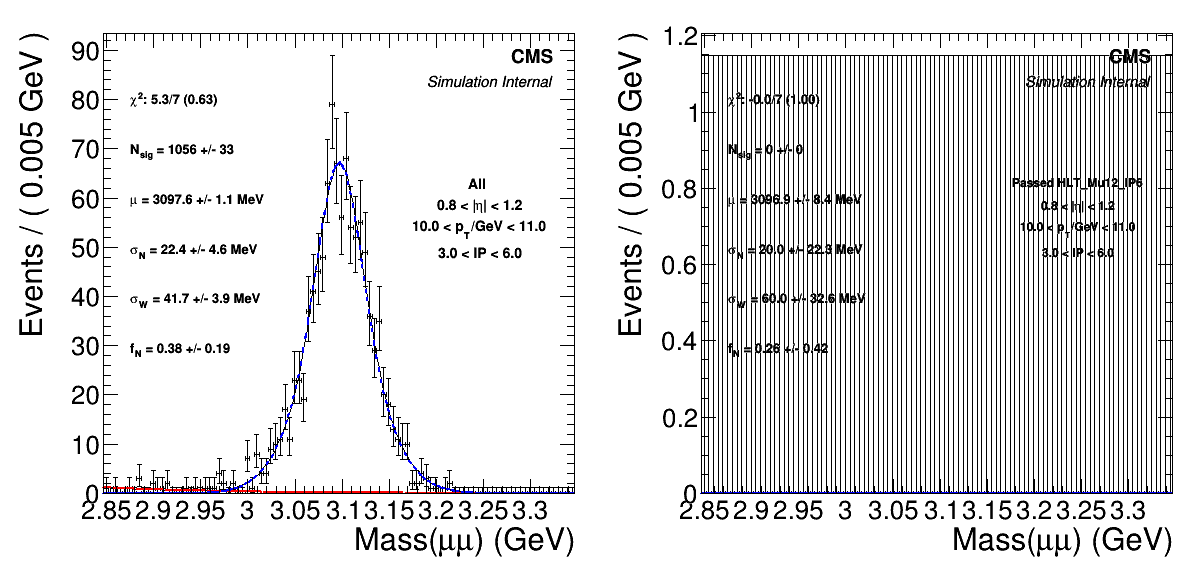 CMS
Simulation Internal
χ²: 5.3/7 (0.63)
N_sig = 1056 +/- 33
μ = 3097.6 +/- 1.1 MeV
σ_N = 22.4 +/- 4.6 MeV
σ_W = 41.7 +/- 3.9 MeV
f_N = 0.38 +/- 0.19
All
0.8 < |η| < 1.2
10.0 < p_T/GeV < 11.0
3.0 < IP < 6.0
Events / ( 0.005 GeV )
90
80
70
60
50
40
30
20
10
0
2.85 2.9 2.95 3 3.05 3.1 3.15 3.2 3.25 3.3
Mass(μμ) (GeV)
CMS
Simulation Internal
χ²: -0.0/7 (1.00)
N_sig = 0 +/- 0
μ = 3096.9 +/- 8.4 MeV
σ_N = 20.0 +/- 22.3 MeV
σ_W = 60.0 +/- 32.6 MeV
f_N = 0.26 +/- 0.42
Passed HLT_Mu12_IP6
0.8 < |η| < 1.2
10.0 < p_T/GeV < 11.0
3.0 < IP < 6.0
Events / ( 0.005 GeV )
1.2
1
0.8
0.6
0.4
0.2
0
2.85 2.9 2.95 3 3.05 3.1 3.15 3.2 3.25 3.3
Mass(μμ) (GeV)